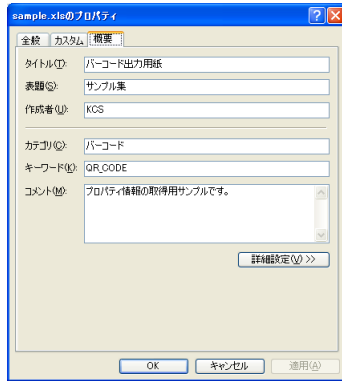 sample.xlsのプロパティ
全般 カスタム 概要
タイトル(T): バーコード出力用紙
表題(S): サンプル集
作成者(U): KCS
カテゴリ(C): バーコード
キーワード(K): QR_CODE
コメント(M): プロパティ情報の取得用サンプルです。
詳細設定(V) >>
OK キャンセル 適用(A)